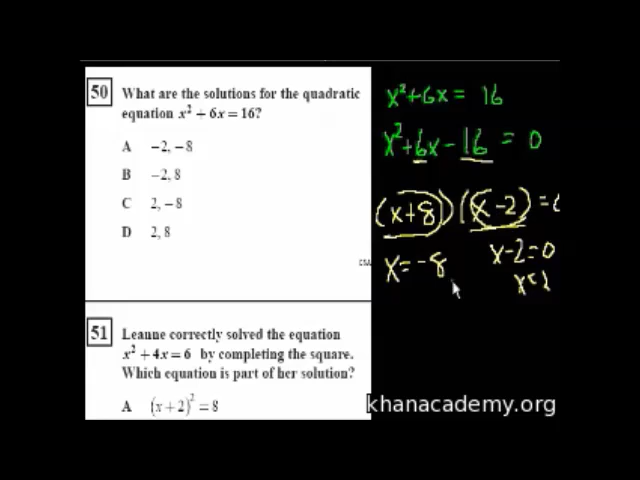 50 What are the solutions for the quadratic
equation x² + 6x = 16?
A −2, −8
B −2, 8
C 2, −8
D 2, 8
51 Leanne correctly solved the equation
x² + 4x = 6 by completing the square.
Which equation is part of her solution?
A (x + 2)² = 8
x²+6x = 16
x²+6x − 16 = 0
(x+8)(x−2) =
x = −8
x−2=0
khanacademy.org